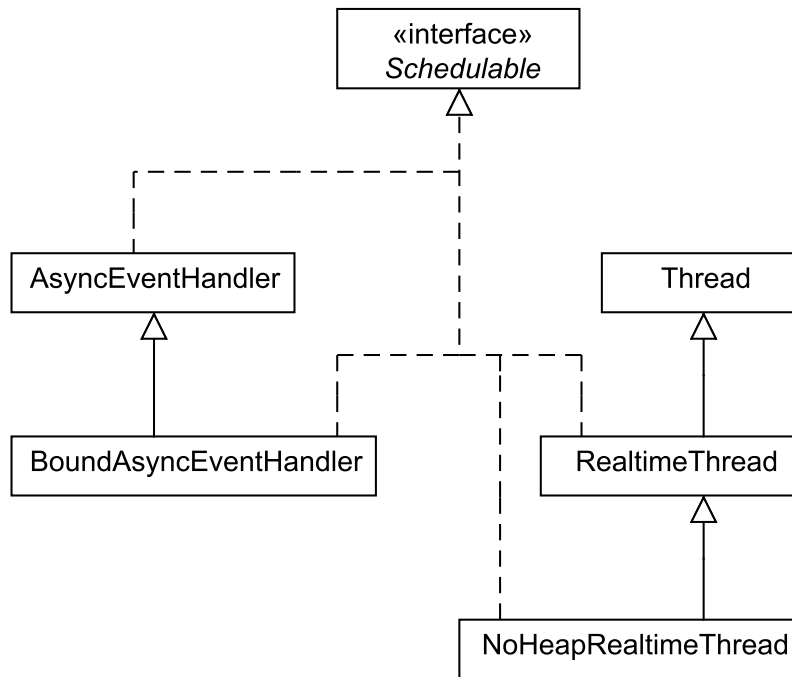 «interface»
Schedulable
AsyncEventHandler
Thread
BoundAsyncEventHandler
RealtimeThread
NoHeapRealtimeThread